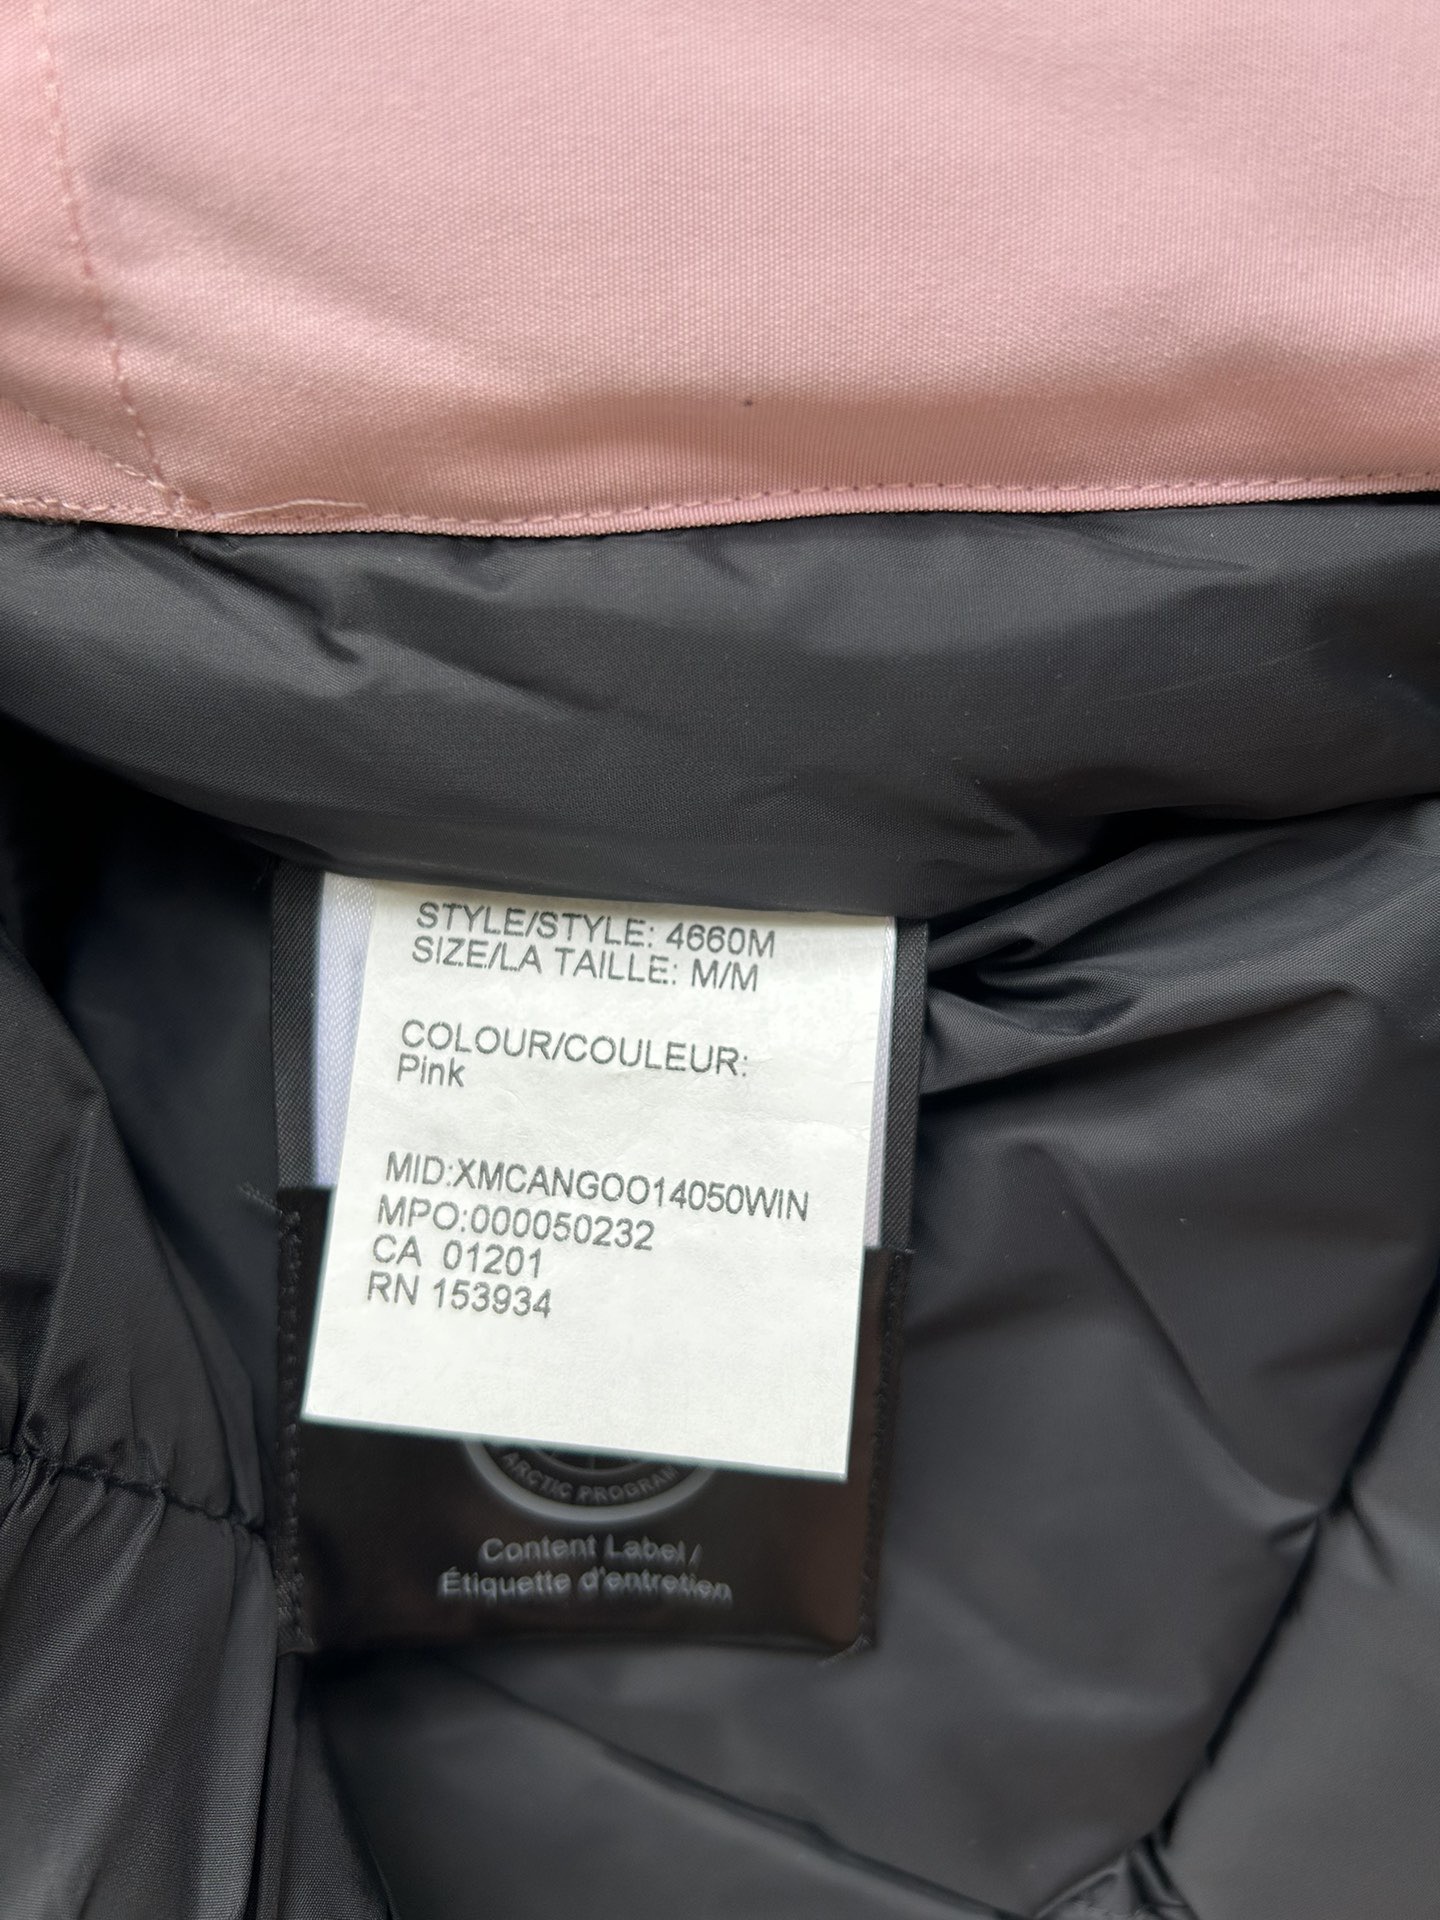 STYLE/STYLE: 4660M
SIZE/LA TAILLE: M/M
COLOUR/COULEUR:
Pink
MID:XMCANGOO14050WIN
MPO:000050232
CA 01201
RN 153934
ARCTIC PROGRAM
Content Label/
Étiquette d'entretien